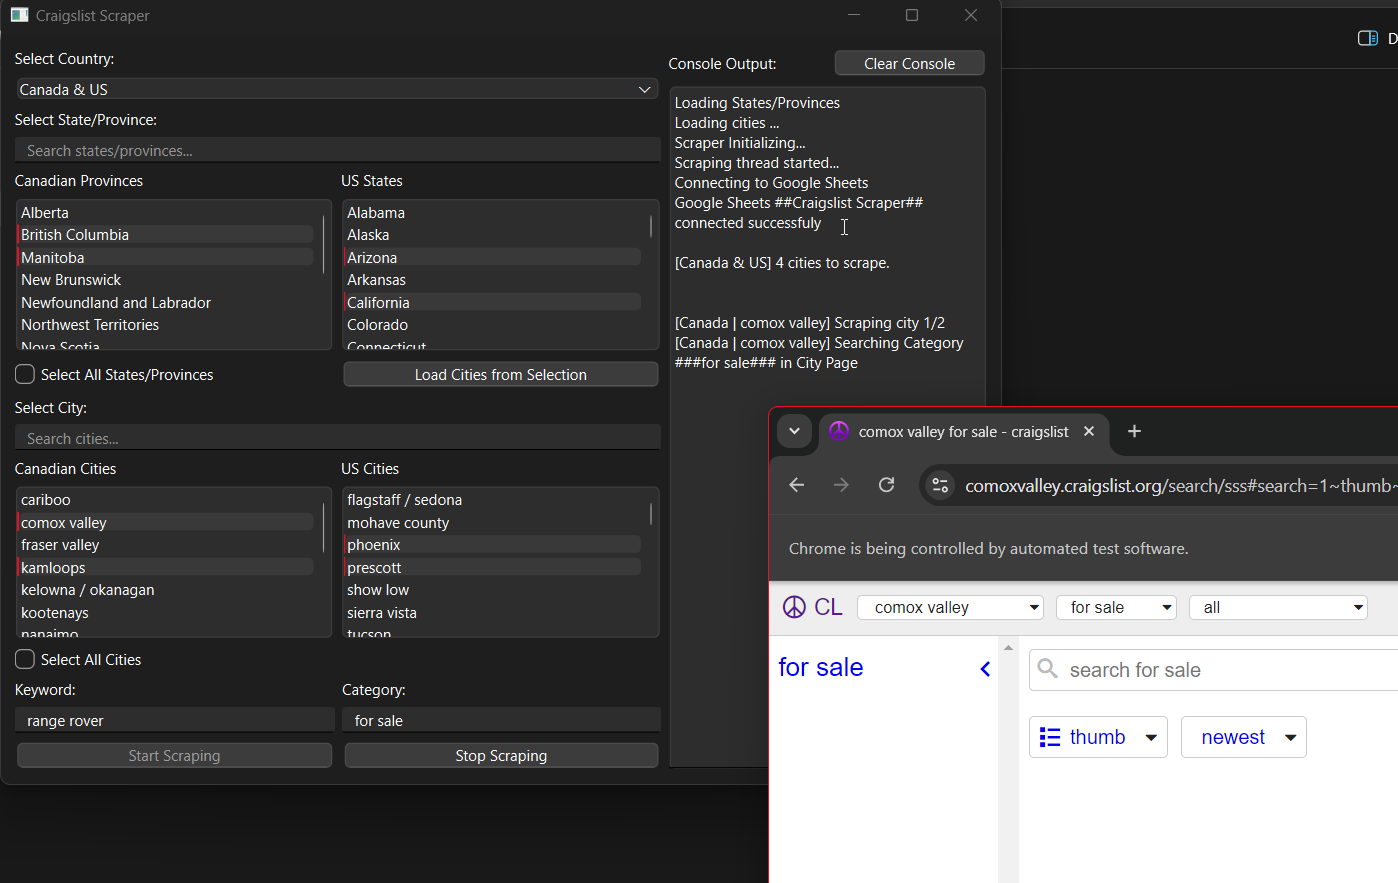 Craigslist Scraper
Select Country:
Canada & US
Select State/Province:
Search states/provinces...
Canadian Provinces
Alberta
British Columbia
Manitoba
New Brunswick
Newfoundland and Labrador
Northwest Territories
Nova Scotia
US States
Alabama
Alaska
Arizona
Arkansas
California
Colorado
Connecticut
Select All States/Provinces
Load Cities from Selection
Select City:
Search cities...
Canadian Cities
cariboo
comox valley
fraser valley
kamloops
kelowna / okanagan
kootenays
nanaimo
US Cities
flagstaff / sedona
mohave county
phoenix
prescott
show low
sierra vista
tucson
Select All Cities
Keyword:
range rover
Category:
for sale
Start Scraping
Stop Scraping
Console Output:
Clear Console
Loading States/Provinces
Loading cities ...
Scraper Initializing...
Scraping thread started...
Connecting to Google Sheets
Google Sheets ##Craigslist Scraper##
connected successfuly
[Canada & US] 4 cities to scrape.
[Canada | comox valley] Scraping city 1/2
[Canada | comox valley] Searching Category
###for sale### in City Page
D
comox valley for sale - craigslist
comoxvalley.craigslist.org/search/sss#search=1~thumb~
Chrome is being controlled by automated test software.
CL
comox valley
for sale
all
for sale
search for sale
thumb
newest